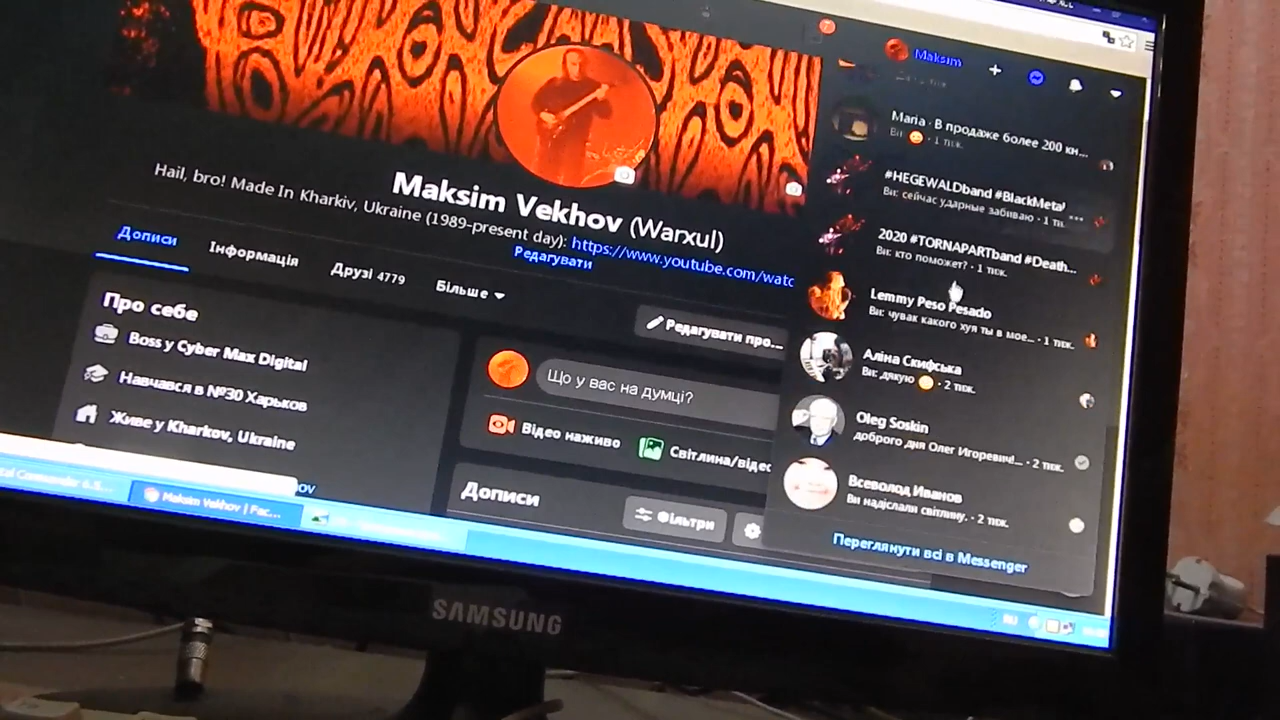 Maksim
Maksim Vekhov (Warxul)
Hail, bro! Made In Kharkiv, Ukraine (1989-present day): https://www.youtube.com/watc
Редагувати
Дописи
Інформація
Друзі 4779
Більше
Редагувати про...
Про себе
Boss у Cyber Max Digital
Навчався в №30 Харьков
Живе у Kharkov, Ukraine
Що у вас на думці?
Відео наживо
Світлина/відео
Дописи
Фільтри
Maria · В продаже более 200 кн...
Ви: · 1 тиж.
#HEGEWALDband #BlackMetal
Ви: сейчас ударные забиваю · 1 ти...
2020 #TORNAPARTband #Death...
Ви: кто поможет? · 1 тиж.
Lemmy Peso Pesado
Ви: чувак какого хуя ты в мое... · 1 тиж.
Аліна Скифська
Ви: дякую · 2 тиж.
Oleg Soskin
доброго дня Олег Игоревич!... · 2 тиж.
Всеволод Иванов
Ви надіслали світлину. · 2 тиж.
Переглянути всі в Messenger
Maksim Vekhov | Fac...
RU
SAMSUNG